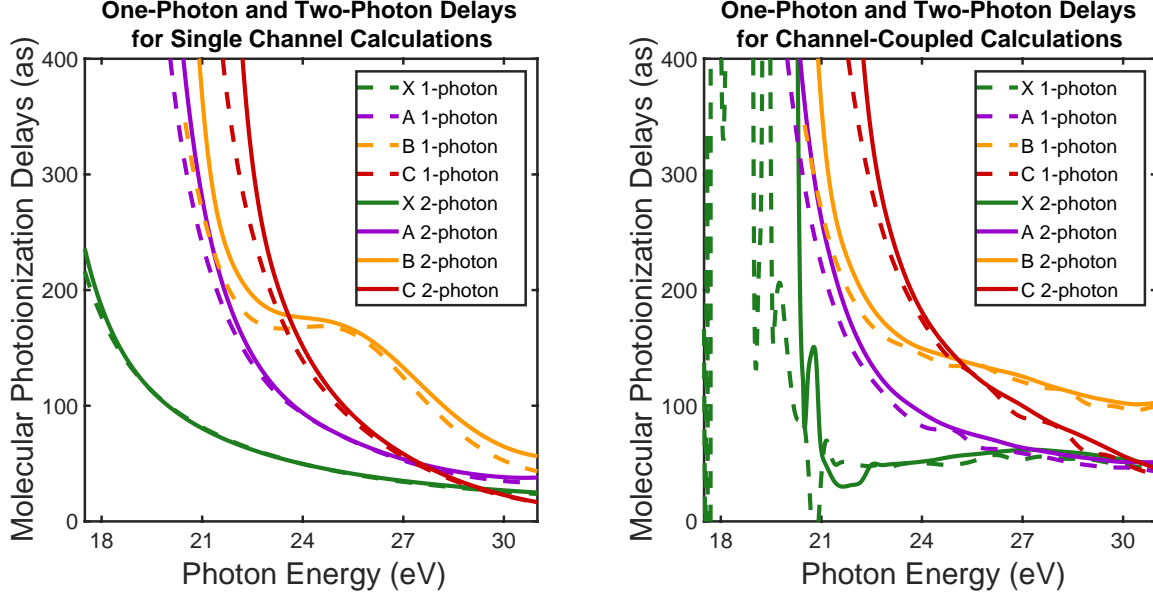 One-Photon and Two-Photon Delays
for Single Channel Calculations
Molecular Photoionization Delays (as)
400
300
200
100
0
18
21
24
27
30
Photon Energy (eV)
X 1-photon
A 1-photon
B 1-photon
C 1-photon
X 2-photon
A 2-photon
B 2-photon
C 2-photon
One-Photon and Two-Photon Delays
for Channel-Coupled Calculations
Molecular Photoionization Delays (as)
400
300
200
100
0
18
21
24
27
30
Photon Energy (eV)
X 1-photon
A 1-photon
B 1-photon
C 1-photon
X 2-photon
A 2-photon
B 2-photon
C 2-photon